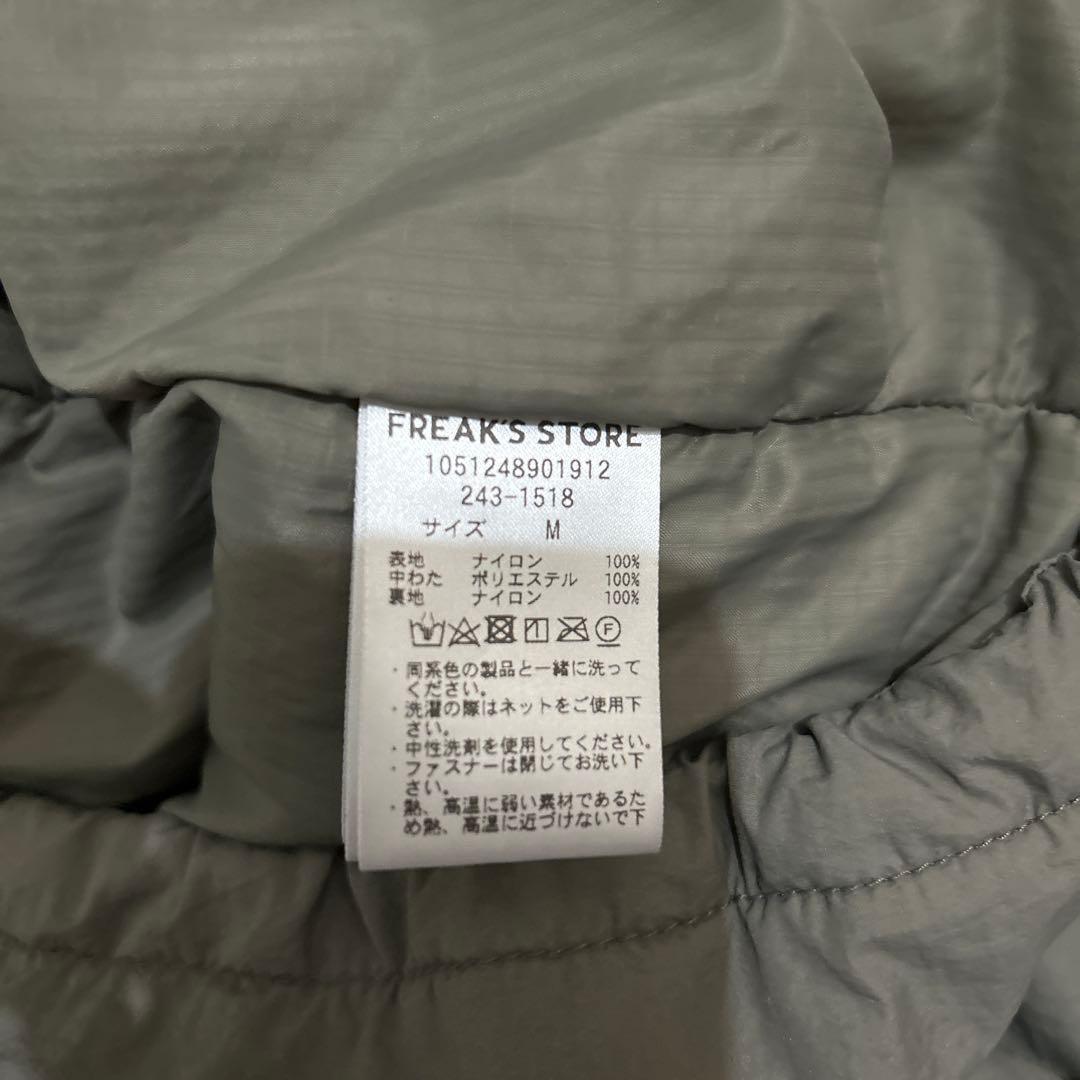 FREAK'S STORE
1051248901912
243-1518
サイズ M
表地 ナイロン 100%
中わた ポリエステル 100%
裏地 ナイロン 100%
F
・同系色の製品と一緒に洗って
ください。
・洗濯の際はネットをご使用下
さい。
・中性洗剤を使用してください。
・ファスナーは閉じてお洗い下
さい。
・熱、高温に弱い素材であるた
め熱、高温に近づけないで下